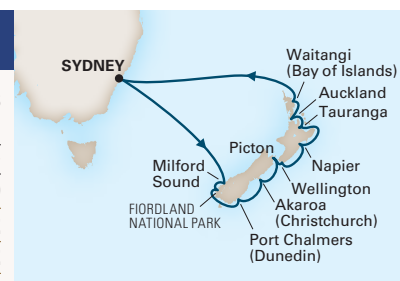 SYDNEY
Waitangi
(Bay of Islands)
Auckland
Tauranga
Picton
Napier
Milford
Sound
Wellington
FIORDLAND
NATIONAL PARK
Akaroa
(Christchurch)
Port Chalmers
(Dunedin)